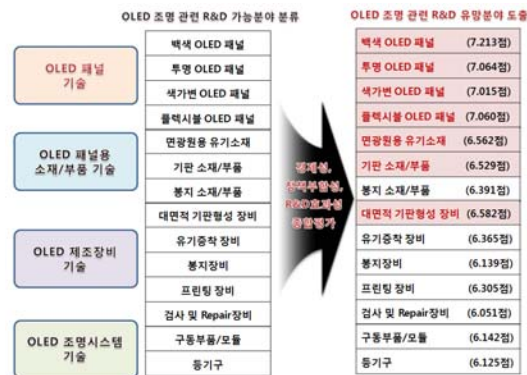 OLED 조명 관련 R&D 가능분야 분류
OLED 패널
기술
OLED 패널용
소재/부품 기술
OLED 제조장비
기술
OLED 조명시스템
기술
백색 OLED 패널
투명 OLED 패널
색가변 OLED 패널
플렉시블 OLED 패널
면광원용 유기소재
기판 소재/부품
봉지 소재/부품
대면적 기판형성 장비
유기증착 장비
봉지장비
프린팅 장비
검사 및 Repair장비
구동부품/모듈
등기구
경제성,
정책부합성,
R&D효과성
종합평가
OLED 조명 관련 R&D 유망분야 도출
백색 OLED 패널 (7.213점)
투명 OLED 패널 (7.064점)
색가변 OLED 패널 (7.015점)
플렉시블 OLED 패널 (7.060점)
면광원용 유기소재 (6.562점)
기판 소재/부품 (6.529점)
봉지 소재/부품 (6.391점)
대면적 기판형성 장비 (6.582점)
유기증착 장비 (6.365점)
봉지장비 (6.139점)
프린팅 장비 (6.305점)
검사 및 Repair장비 (6.051점)
구동부품/모듈 (6.142점)
등기구 (6.125점)